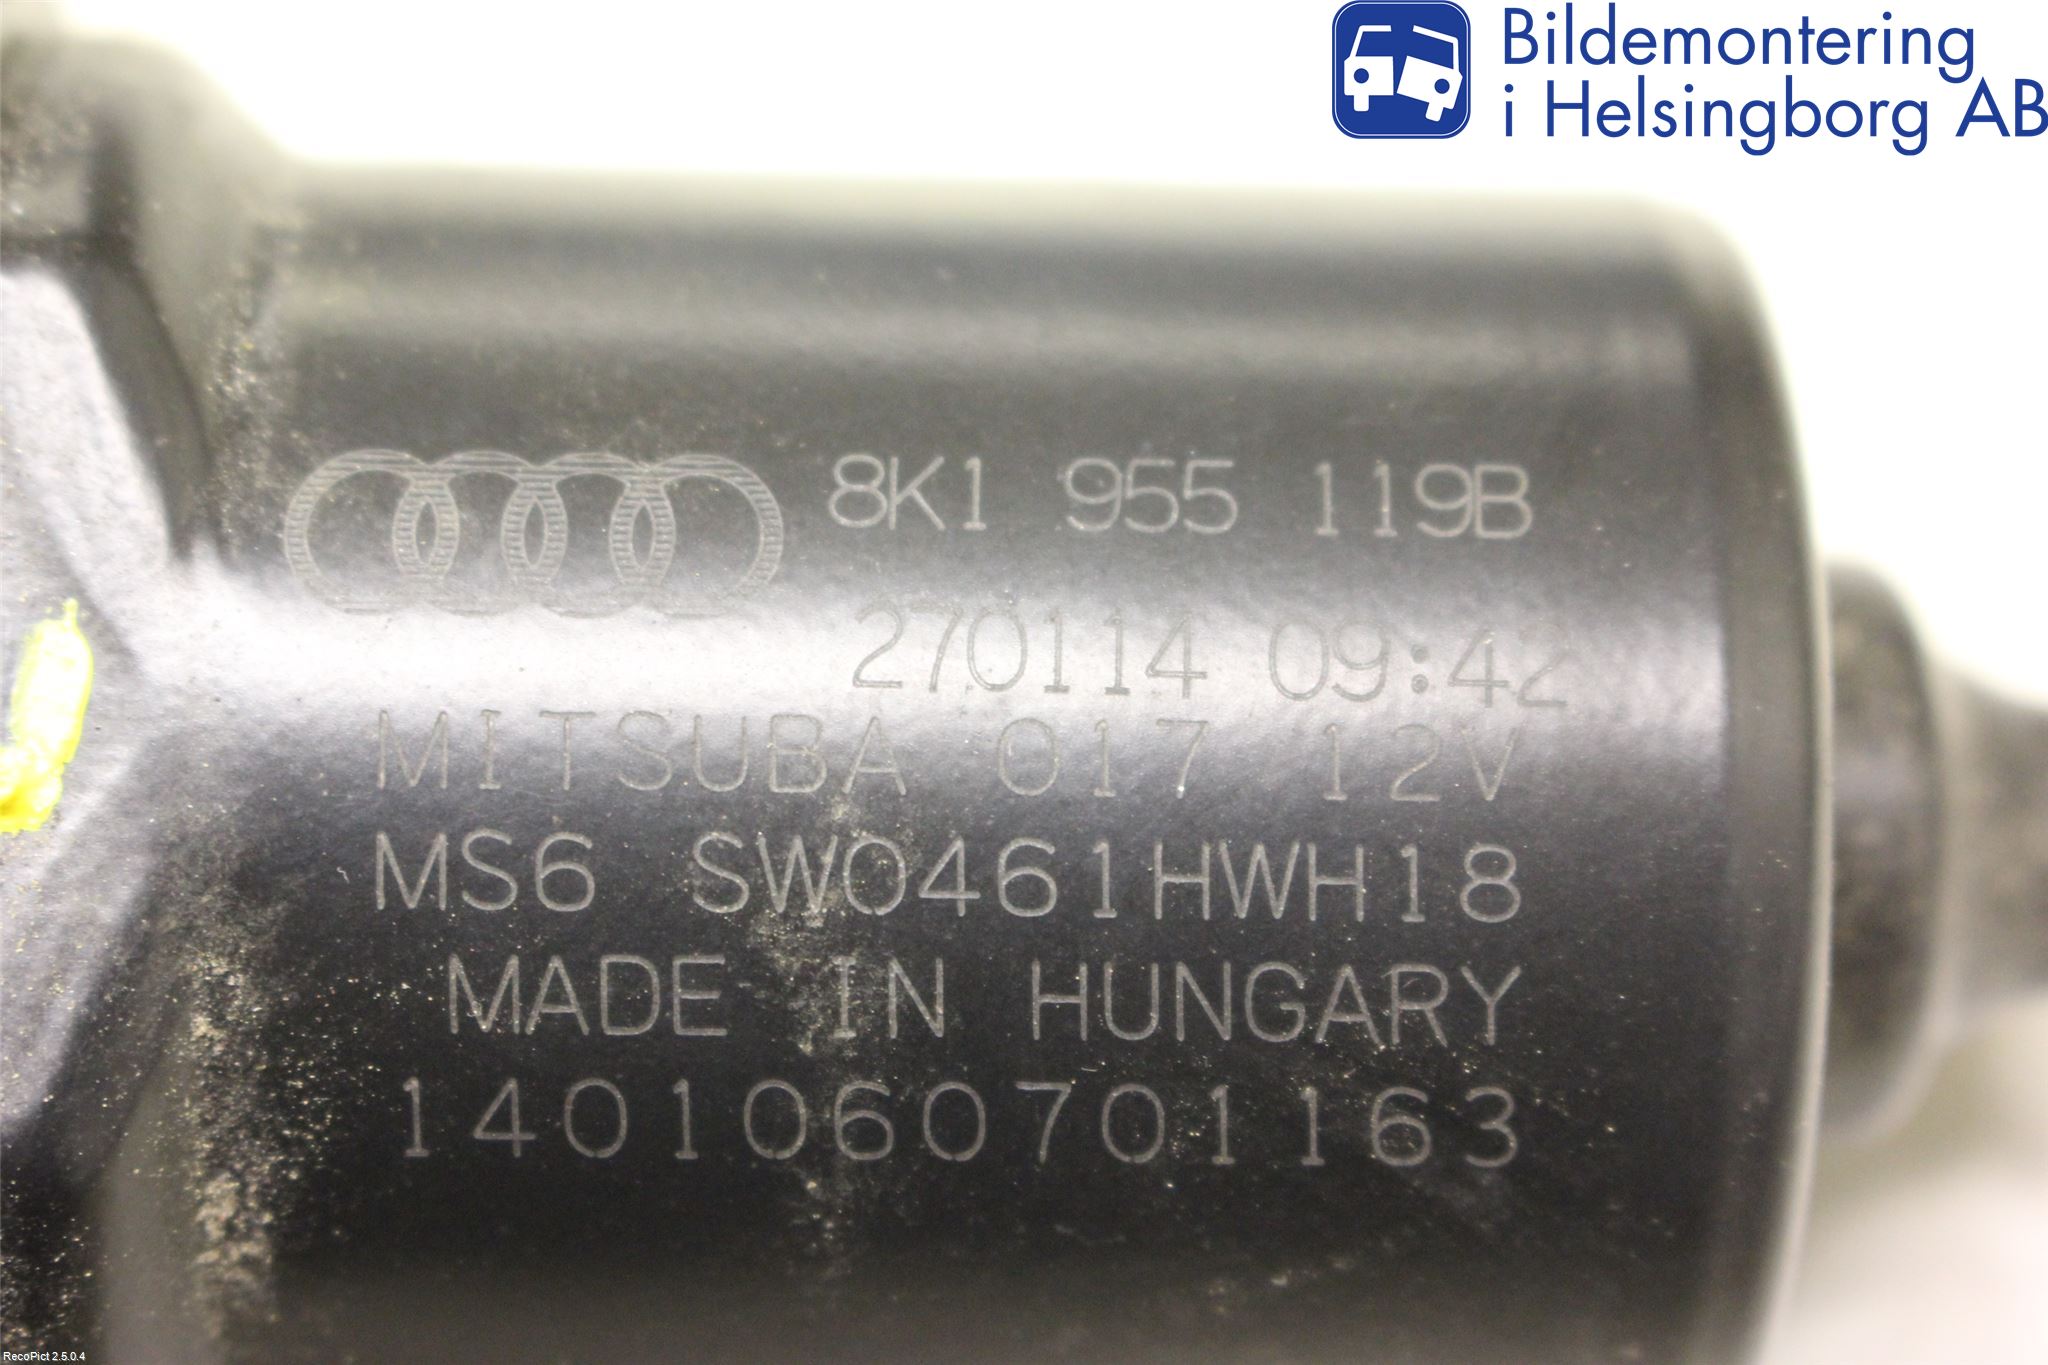 Bildemontering
i Helsingborg AB
8K1 955 119B
270114 09:42
MITSUBA 017 12V
MS6 SW0461HWH18
MADE IN HUNGARY
1401060701163
RecoPict 2.5.0.4